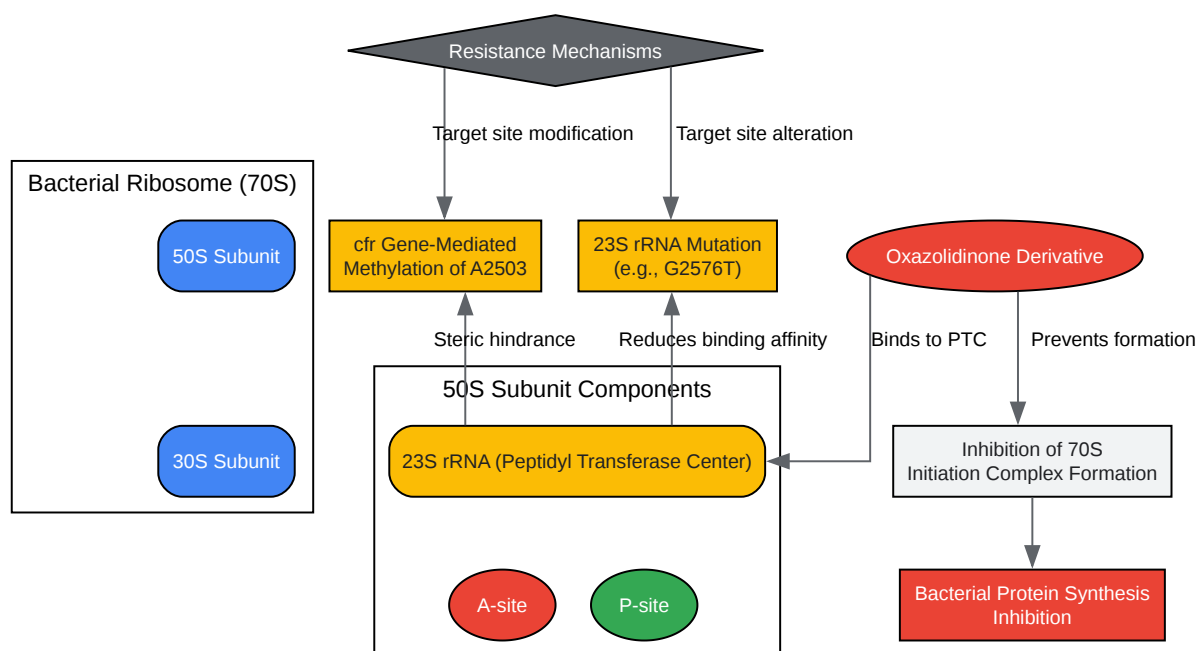 Resistance Mechanisms
Target site modification
Target site alteration
Bacterial Ribosome (70S)
50S Subunit
cfr Gene-Mediated
Methylation of A2503
23S rRNA Mutation
(e.g., G2576T)
Oxazolidinone Derivative
Steric hindrance
Reduces binding affinity
Binds to PTC
Prevents formation
50S Subunit Components
30S Subunit
23S rRNA (Peptidyl Transferase Center)
Inhibition of 70S
Initiation Complex Formation
A-site
P-site
Bacterial Protein Synthesis
Inhibition